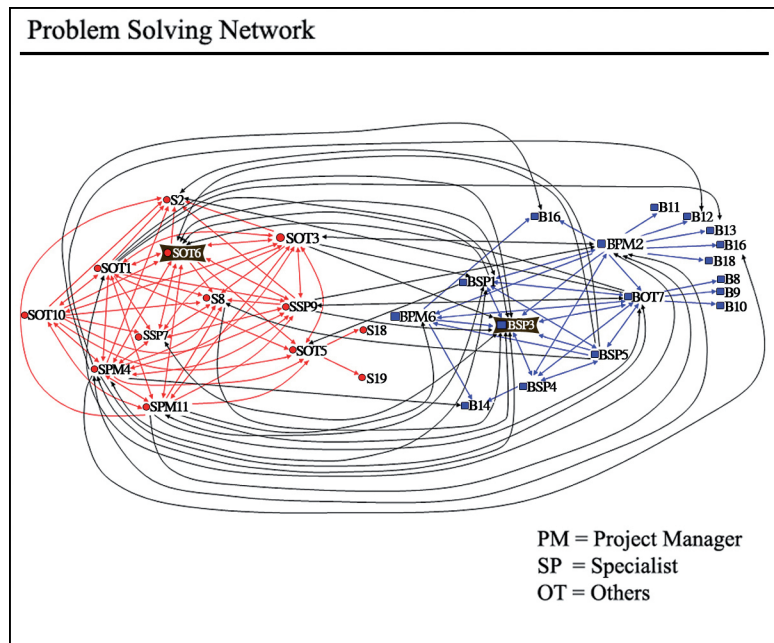 Problem Solving Network
S2
B11
B16
B12
B13
SOT3
SOT6
BPM2
B16
SOT1
B18
BSP1
B8
S8
BOT7
B9
SSP9
B10
SOT10
BPM6
BSP3
S18
SSP7
SOT5
BSP5
SPM4
S19
BSP4
SPM11
B14
PM = Project Manager
SP = Specialist
OT = Others